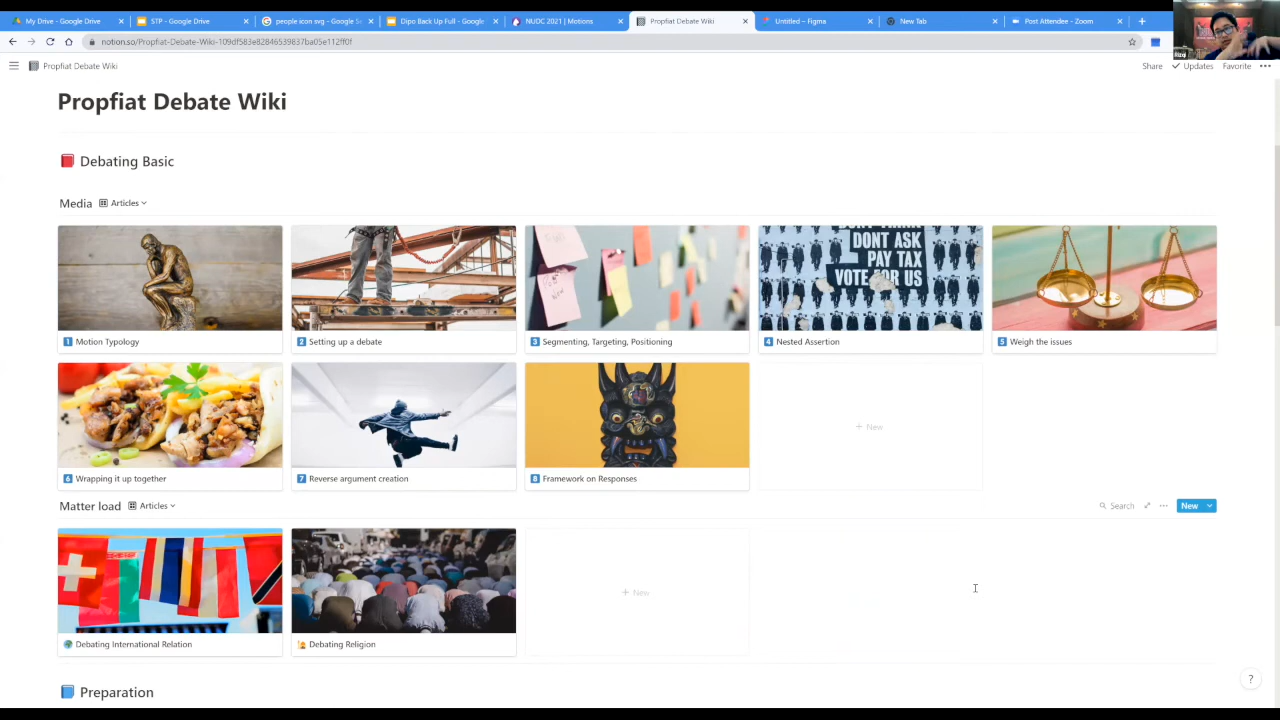 My Drive - Google Drive
STP - Google Drive
people icon svg - Google Se
Dipo Back Up Full - Google
NUDC 2021 | Motions
Propfiat Debate Wiki
Untitled – Figma
New Tab
Post Attendee - Zoom
notion.so/Propfiat-Debate-Wiki-109df583e82846539837ba05e112ff0f
Propfiat Debate Wiki
Share
Updates
Favorite
Propfiat Debate Wiki
Debating Basic
Media Articles
DONT ASK
PAY TAX
VOTE FOR US
1 Motion Typology
2 Setting up a debate
3 Segmenting, Targeting, Positioning
4 Nested Assertion
5 Weigh the issues
+ New
6 Wrapping it up together
7 Reverse argument creation
8 Framework on Responses
Matter load Articles
Search
New
+ New
Debating International Relation
Debating Religion
Preparation
?